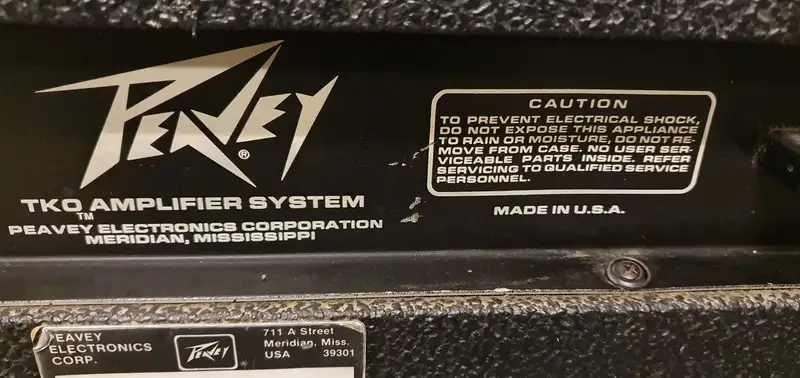 PEAVEY®
TKO AMPLIFIER SYSTEM
TM
PEAVEY ELECTRONICS CORPORATION
MERIDIAN, MISSISSIPPI
CAUTION
TO PREVENT ELECTRICAL SHOCK,
DO NOT EXPOSE THIS APPLIANCE
TO RAIN OR MOISTURE, DO NOT RE-
MOVE FROM CASE. NO USER SER-
VICEABLE PARTS INSIDE. REFER
SERVICING TO QUALIFIED SERVICE
PERSONNEL.
MADE IN U.S.A.
PEAVEY
ELECTRONICS
CORP.
PEAVEY
711 A Street
Meridian, Miss.
USA 39301